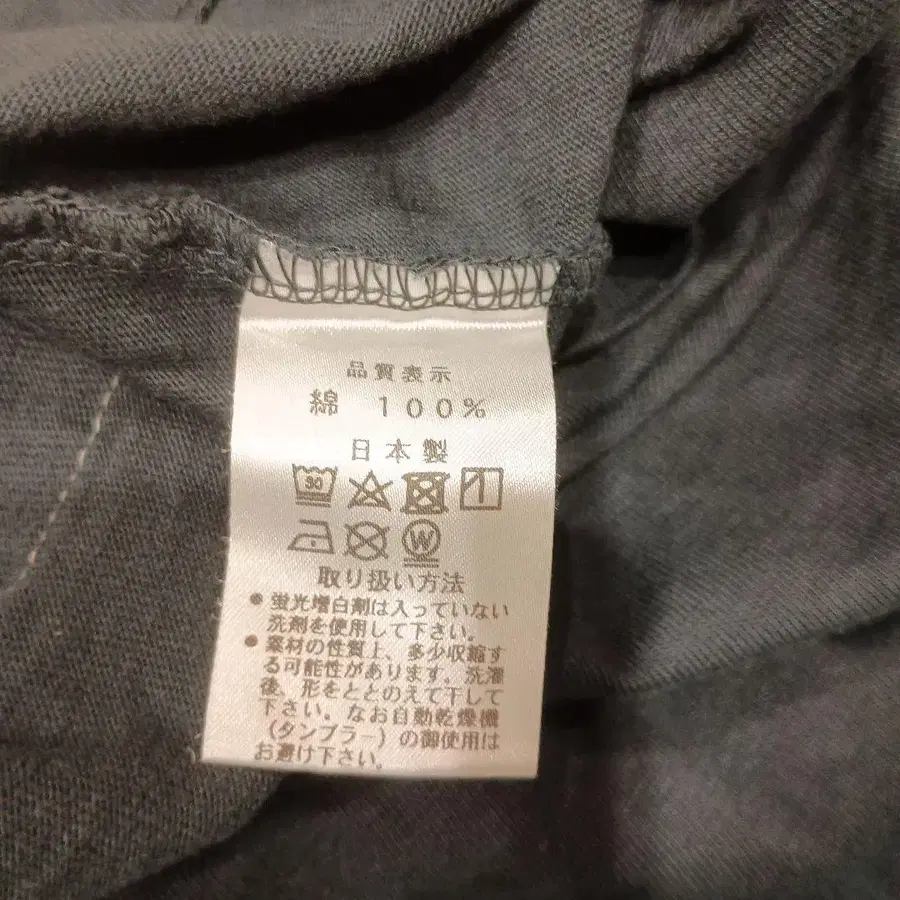 品質表示
綿 100%
日本製
30
W
取り扱い方法
● 蛍光増白剤は入っていない
洗剤を使用して下さい。
● 素材の性質上、多少収縮す
る可能性があります。洗濯
後、形をととのえて干して
下さい。なお自動乾燥機
(タンブラー)の御使用は
お避け下さい。